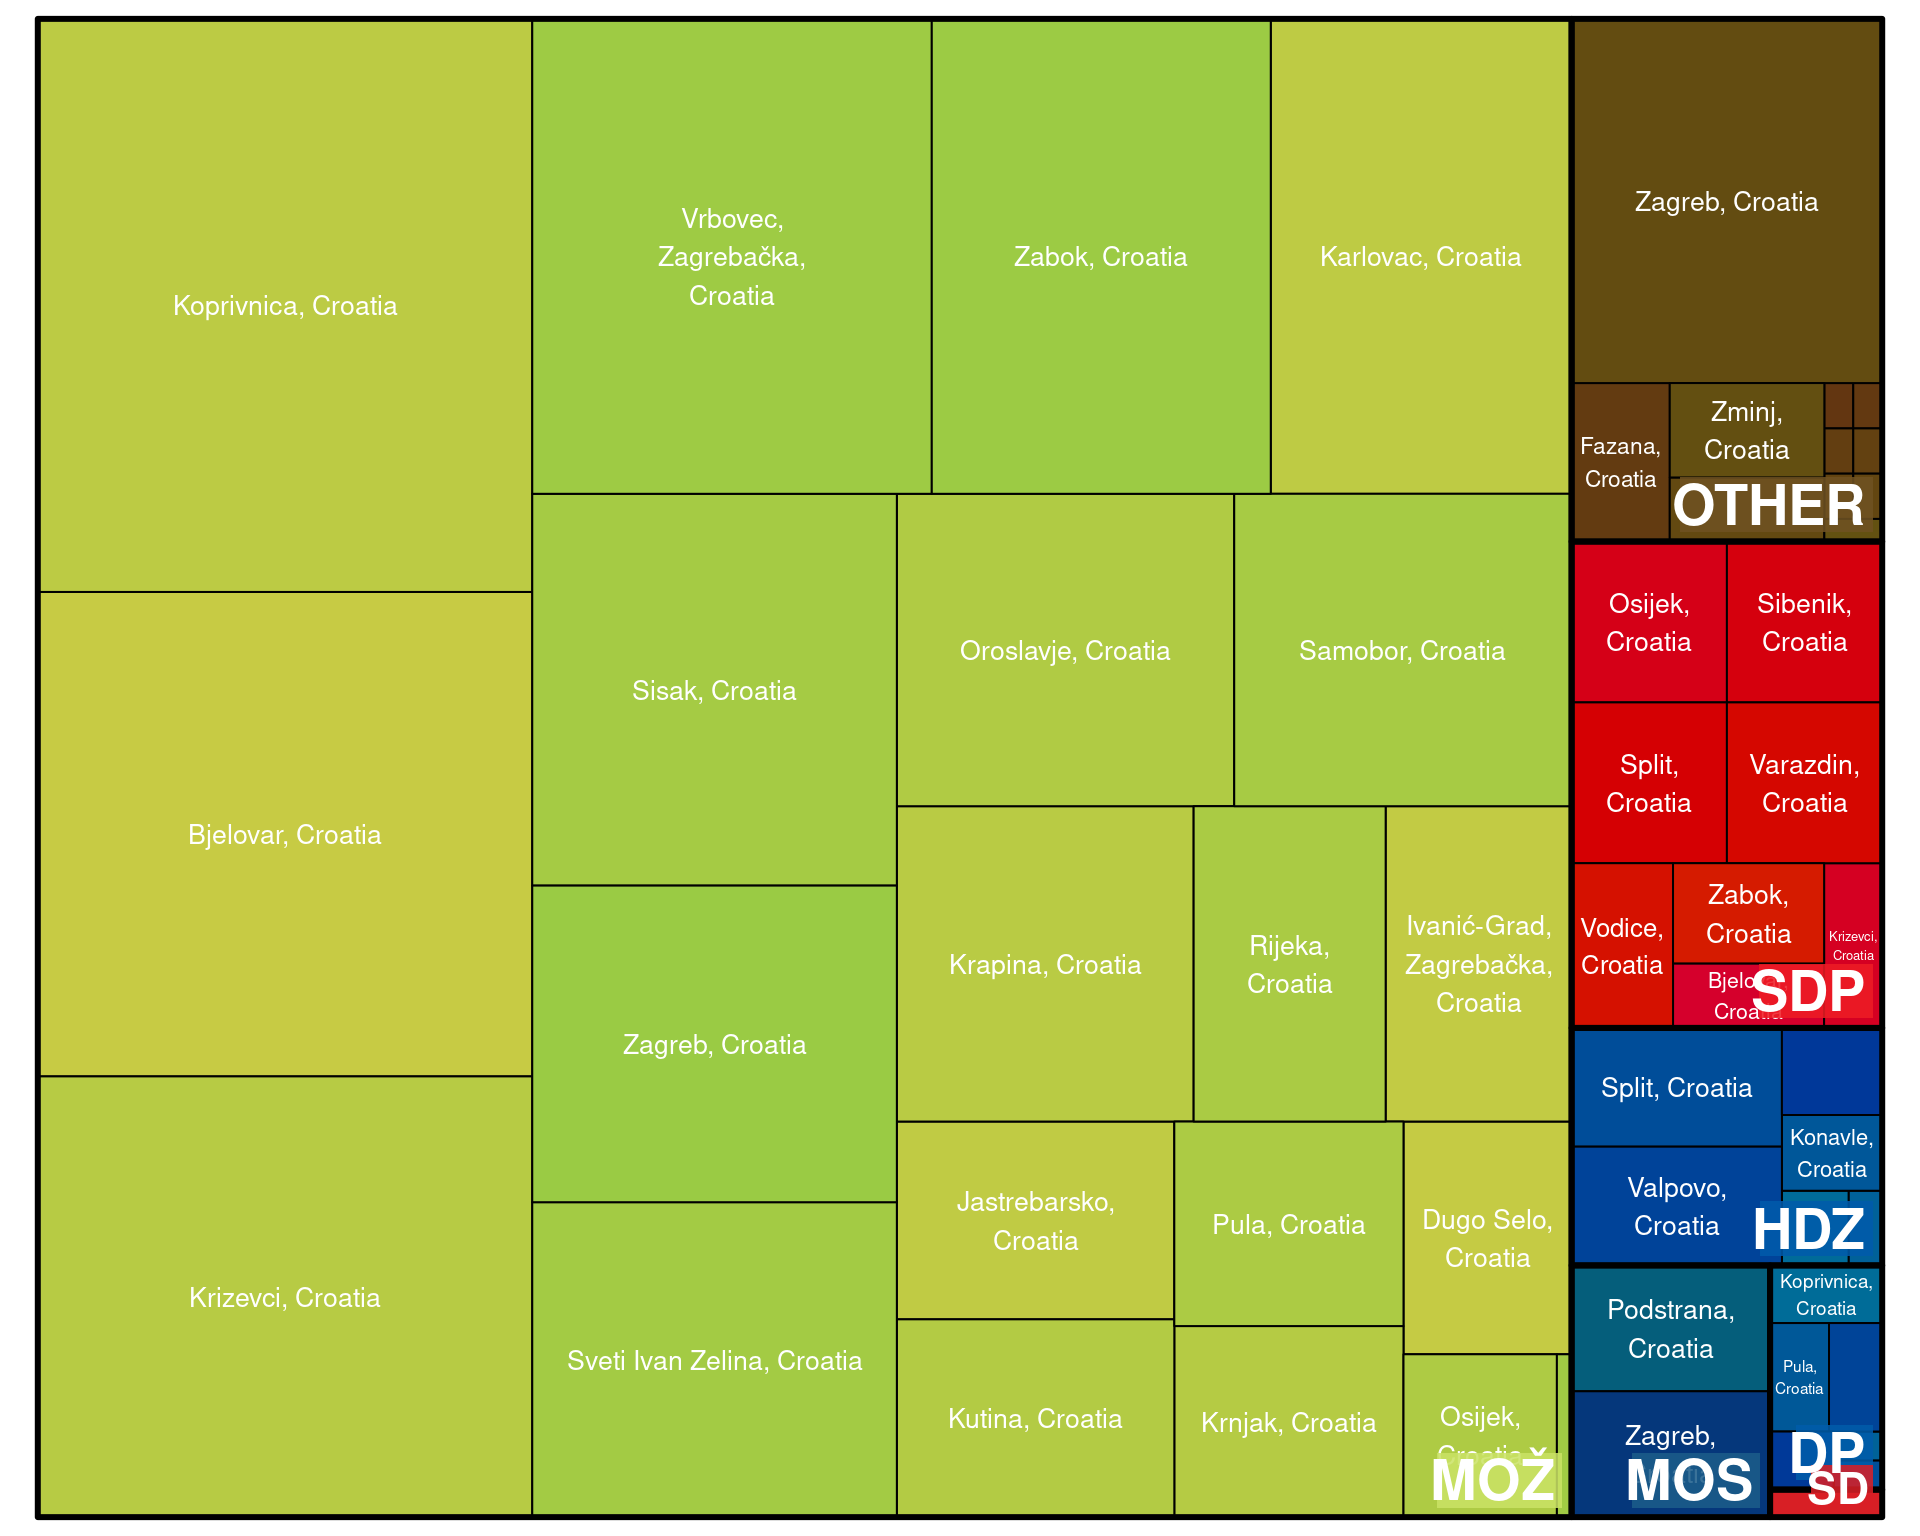 Koprivnica, Croatia
Bjelovar, Croatia
Krizevci, Croatia
Vrbovec,
Zagrebačka,
Croatia
Zabok, Croatia
Karlovac, Croatia
Sisak, Croatia
Oroslavje, Croatia
Samobor, Croatia
Zagreb, Croatia
Krapina, Croatia
Rijeka,
Croatia
Ivanić-Grad,
Zagrebačka,
Croatia
Sveti Ivan Zelina, Croatia
Jastrebarsko,
Croatia
Pula, Croatia
Dugo Selo,
Croatia
Kutina, Croatia
Krnjak, Croatia
Osijek,
Croatia
MOŽ
Zagreb, Croatia
Fazana,
Croatia
Zminj,
Croatia
OTHER
Osijek,
Croatia
Sibenik,
Croatia
Split,
Croatia
Varazdin,
Croatia
Vodice,
Croatia
Zabok,
Croatia
Krizevci,
Croatia
Croatia
SDP
Split, Croatia
Konavle,
Croatia
Valpovo,
Croatia
HDZ
Podstrana,
Croatia
Zagreb,
MOS
Koprivnica,
Croatia
Pula,
Croatia
DP
SD